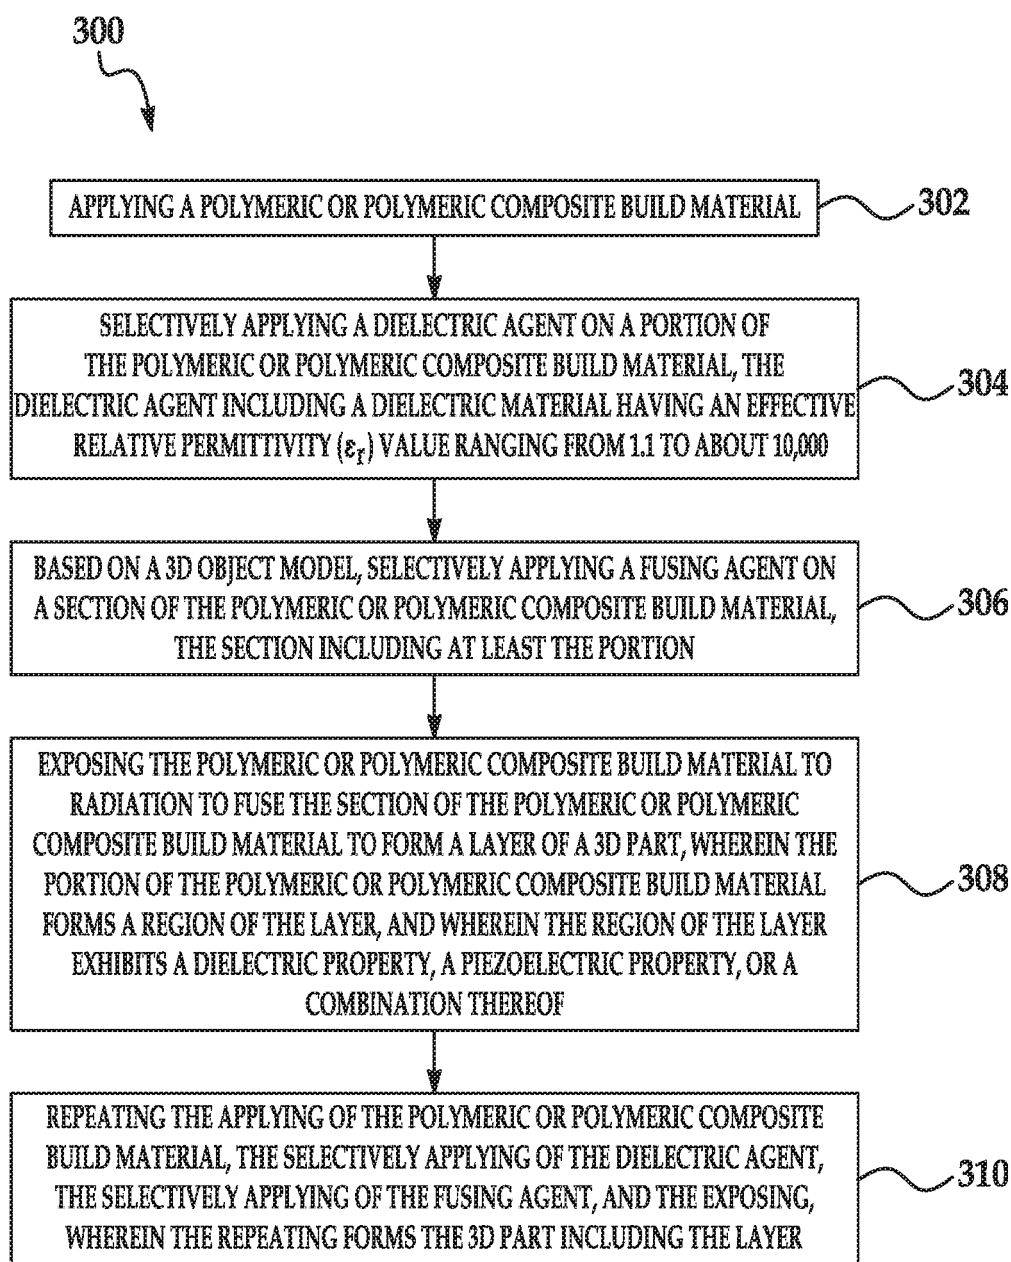 300
APPLYING A POLYMERIC OR POLYMERIC COMPOSITE BUILD MATERIAL
302
SELECTIVELY APPLYING A DIELECTRIC AGENT ON A PORTION OF
THE POLYMERIC OR POLYMERIC COMPOSITE BUILD MATERIAL, THE
DIELECTRIC AGENT INCLUDING A DIELECTRIC MATERIAL HAVING AN EFFECTIVE
RELATIVE PERMITTIVITY (εr) VALUE RANGING FROM 1.1 TO ABOUT 10,000
304
BASED ON A 3D OBJECT MODEL, SELECTIVELY APPLYING A FUSING AGENT ON
A SECTION OF THE POLYMERIC OR POLYMERIC COMPOSITE BUILD MATERIAL,
THE SECTION INCLUDING AT LEAST THE PORTION
306
EXPOSING THE POLYMERIC OR POLYMERIC COMPOSITE BUILD MATERIAL TO
RADIATION TO FUSE THE SECTION OF THE POLYMERIC OR POLYMERIC
COMPOSITE BUILD MATERIAL TO FORM A LAYER OF A 3D PART, WHEREIN THE
PORTION OF THE POLYMERIC OR POLYMERIC COMPOSITE BUILD MATERIAL
FORMS A REGION OF THE LAYER, AND WHEREIN THE REGION OF THE LAYER
EXHIBITS A DIELECTRIC PROPERTY, A PIEZOELECTRIC PROPERTY, OR A
COMBINATION THEREOF
308
REPEATING THE APPLYING OF THE POLYMERIC OR POLYMERIC COMPOSITE
BUILD MATERIAL, THE SELECTIVELY APPLYING OF THE DIELECTRIC AGENT,
THE SELECTIVELY APPLYING OF THE FUSING AGENT, AND THE EXPOSING,
WHEREIN THE REPEATING FORMS THE 3D PART INCLUDING THE LAYER
310